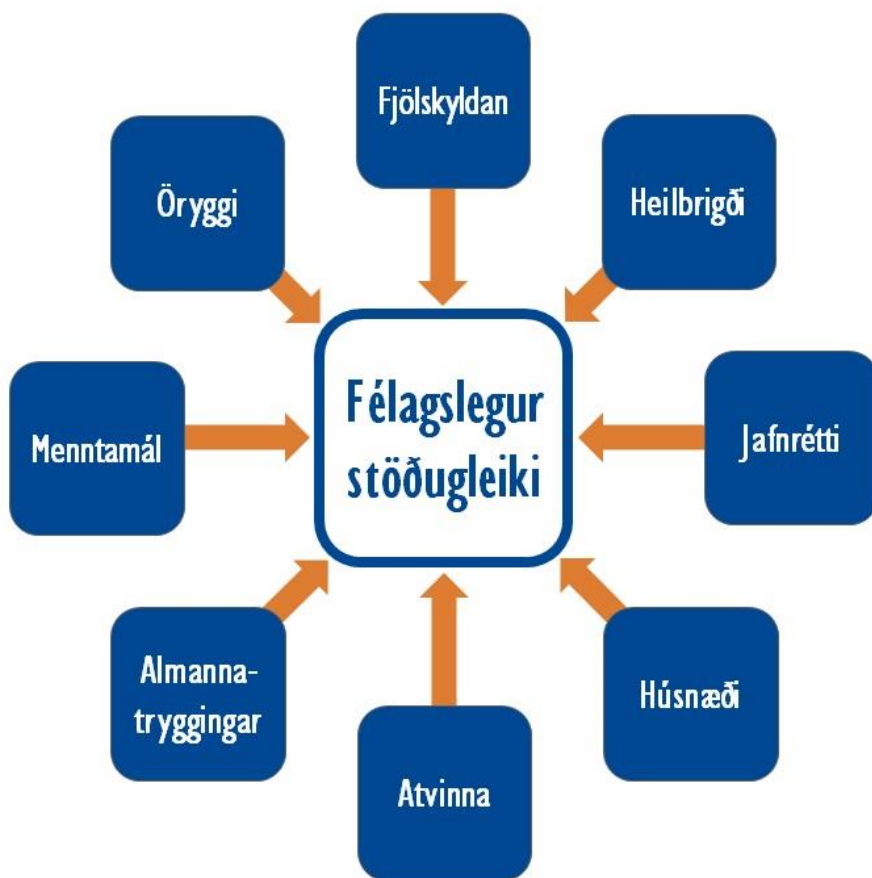 Fjölskyldan
Öryggi
Heilbrigði
Menntamál
Félagslegur
stöðugleiki
Jafnrétti
Almanna-
tryggingar
Húsnæði
Atvinna